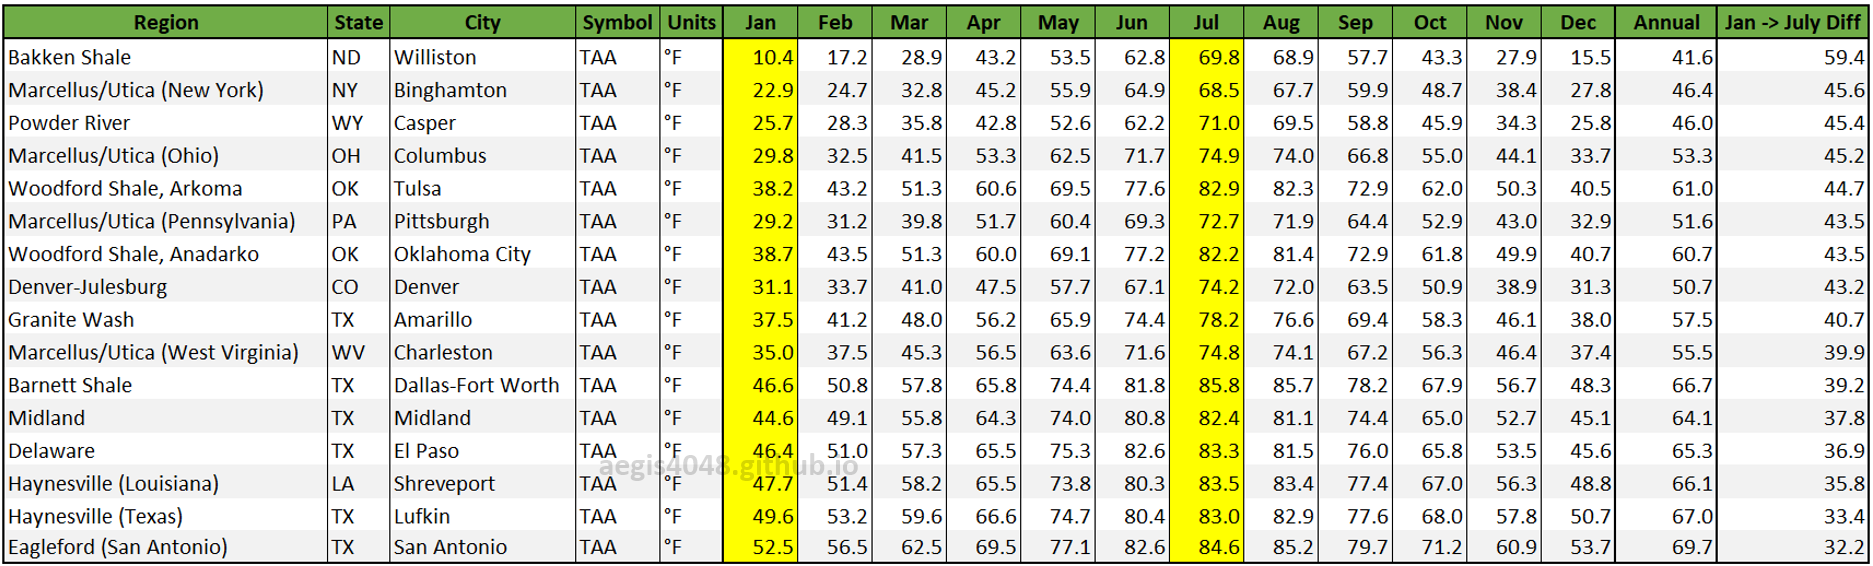 Region State City Symbol Units Jan Feb Mar Apr May Jun Jul Aug Sep Oct Nov Dec Annual Jan -> July Diff
Bakken Shale ND Williston TAA °F 10.4 17.2 28.9 43.2 53.5 62.8 69.8 68.9 57.7 43.3 27.9 15.5 41.6 59.4
Marcellus/Utica (New York) NY Binghamton TAA °F 22.9 24.7 32.8 45.2 55.9 64.9 68.5 67.7 59.9 48.7 38.4 27.8 46.4 45.6
Powder River WY Casper TAA °F 25.7 28.3 35.8 42.8 52.6 62.2 71.0 69.5 58.8 45.9 34.3 25.8 46.0 45.4
Marcellus/Utica (Ohio) OH Columbus TAA °F 29.8 32.5 41.5 53.3 62.5 71.7 74.9 74.0 66.8 55.0 44.1 33.7 53.3 45.2
Woodford Shale, Arkoma OK Tulsa TAA °F 38.2 43.2 51.3 60.6 69.5 77.6 82.9 82.3 72.9 62.0 50.3 40.5 61.0 44.7
Marcellus/Utica (Pennsylvania) PA Pittsburgh TAA °F 29.2 31.2 39.8 51.7 60.4 69.3 72.7 71.9 64.4 52.9 43.0 32.9 51.6 43.5
Woodford Shale, Anadarko OK Oklahoma City TAA °F 38.7 43.5 51.3 60.0 69.1 77.2 82.2 81.4 72.9 61.8 49.9 40.7 60.7 43.5
Denver-Julesburg CO Denver TAA °F 31.1 33.7 41.0 47.5 57.7 67.1 74.2 72.0 63.5 50.9 38.9 31.3 50.7 43.2
Granite Wash TX Amarillo TAA °F 37.5 41.2 48.0 56.2 65.9 74.4 78.2 76.6 69.4 58.3 46.1 38.0 57.5 40.7
Marcellus/Utica (West Virginia) WV Charleston TAA °F 35.0 37.5 45.3 56.5 63.6 71.6 74.8 74.1 67.2 56.3 46.4 37.4 55.5 39.9
Barnett Shale TX Dallas-Fort Worth TAA °F 46.6 50.8 57.8 65.8 74.4 81.8 85.8 85.7 78.2 67.9 56.7 48.3 66.7 39.2
Midland TX Midland TAA °F 44.6 49.1 55.8 64.3 74.0 80.8 82.4 81.1 74.4 65.0 52.7 45.1 64.1 37.8
Delaware TX El Paso TAA °F 46.4 51.0 57.3 65.5 75.3 82.6 83.3 81.5 76.0 65.8 53.5 45.6 65.3 36.9
aegis4048.github.io
Haynesville (Louisiana) LA Shreveport TAA °F 47.7 51.4 58.2 65.5 73.8 80.3 83.5 83.4 77.4 67.0 56.3 48.8 66.1 35.8
Haynesville (Texas) TX Lufkin TAA °F 49.6 53.2 59.6 66.6 74.7 80.4 83.0 82.9 77.6 68.0 57.8 50.7 67.0 33.4
Eagleford (San Antonio) TX San Antonio TAA °F 52.5 56.5 62.5 69.5 77.1 82.6 84.6 85.2 79.7 71.2 60.9 53.7 69.7 32.2